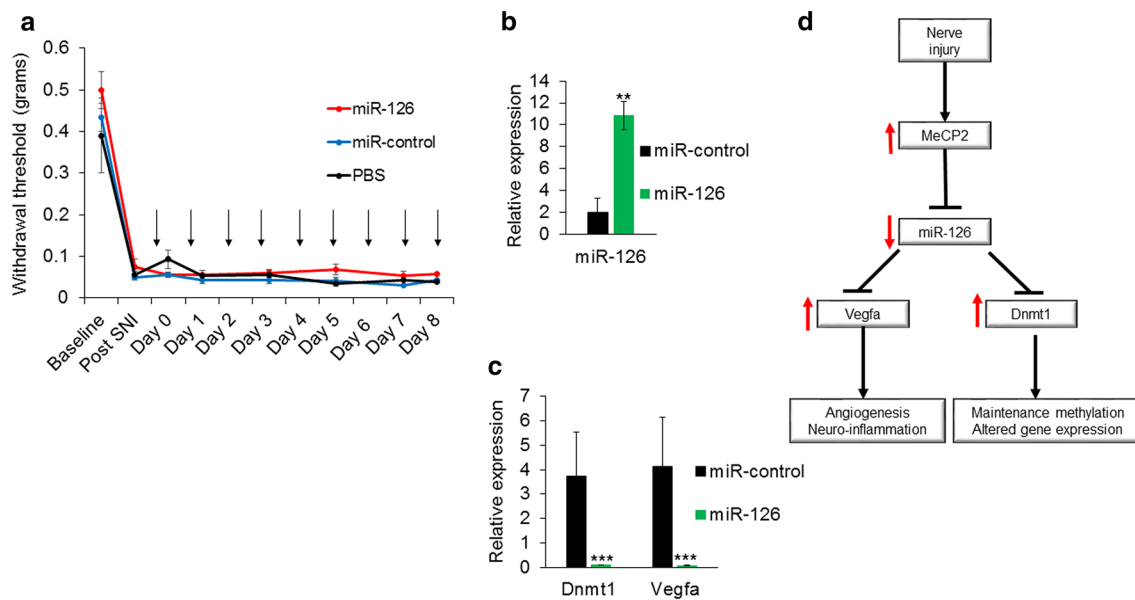 a
Withdrawal threshold (grams)
0.6
0.5
0.4
0.3
0.2
0.1
0
miR-126
miR-control
PBS
Baseline
Post SNI
Day 0
Day 1
Day 2
Day 3
Day 4
Day 5
Day 6
Day 7
Day 8
b
Relative expression
14
12
10
8
6
4
2
0
**
miR-control
miR-126
miR-126
c
Relative expression
7
6
5
4
3
2
1
0
***
***
miR-control
miR-126
Dnmt1
Vegfa
d
Nerve
injury
MeCP2
miR-126
Vegfa
Dnmt1
Angiogenesis
Neuro-inflammation
Maintenance methylation
Altered gene expression